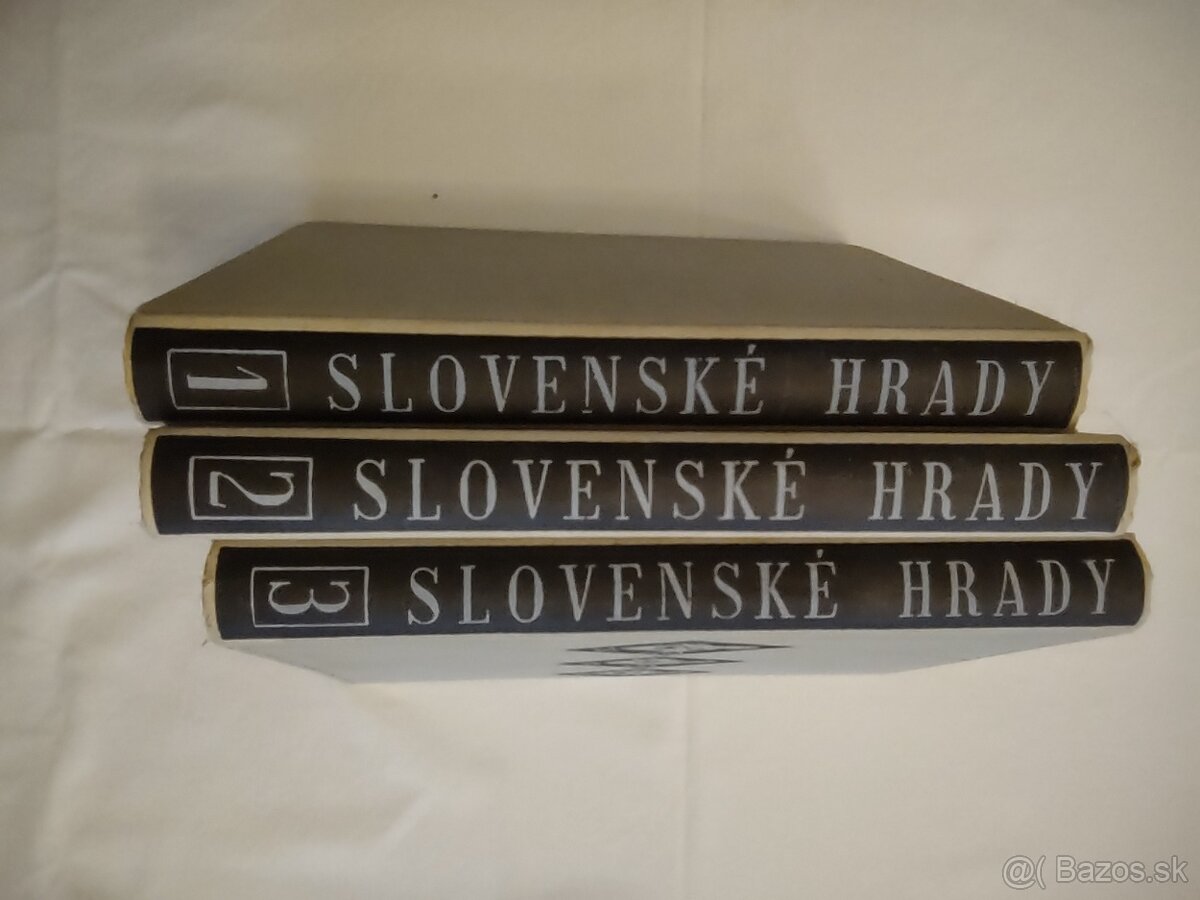 1 SLOVENSKÉ HRADY
2 SLOVENSKÉ HRADY
3 SLOVENSKÉ HRADY
@( Bazos.sk